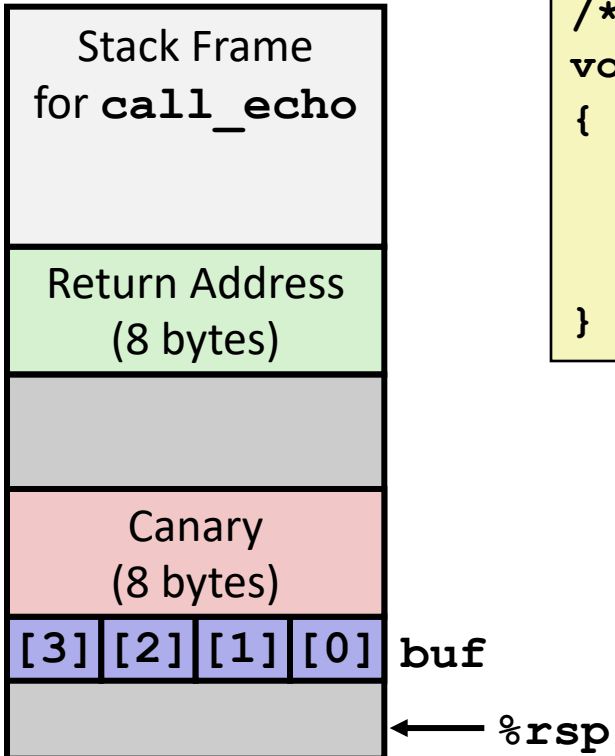 Stack Frame
for call_echo
Return Address
(8 bytes)
Canary
(8 bytes)
[3] [2] [1] [0] buf
%rsp
/*
vo
{
}